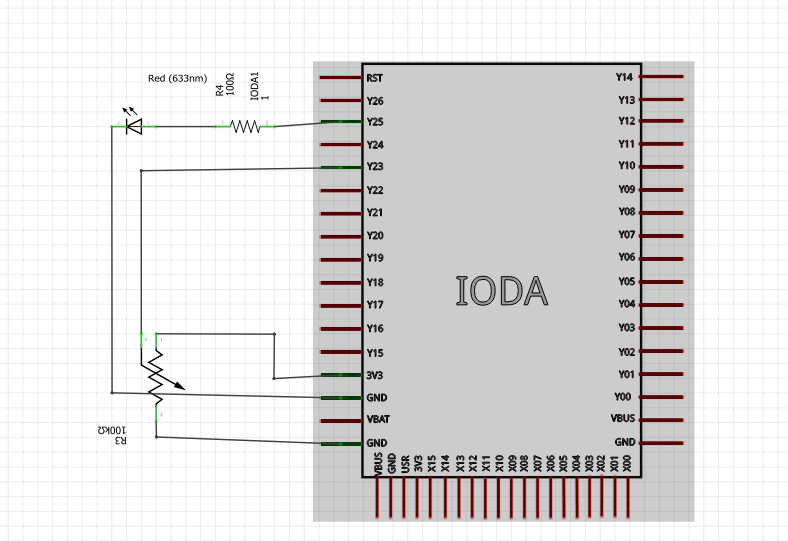 Red (633nm)
R4
100Ω
IODA1
1
RST
Y26
Y25
Y24
Y23
Y22
Y21
Y20
Y19
Y18
Y17
Y16
Y15
3V3
GND
VBAT
GND
Y14
Y13
Y12
Y11
Y10
Y09
Y08
Y07
Y06
Y05
Y04
Y03
Y02
Y01
Y00
VBUS
GND
IODA
R3
100kΩ
VBUS
GND
USR
3V3
X15
X14
X13
X12
X11
X10
X09
X08
X07
X06
X05
X04
X03
X02
X01
X00